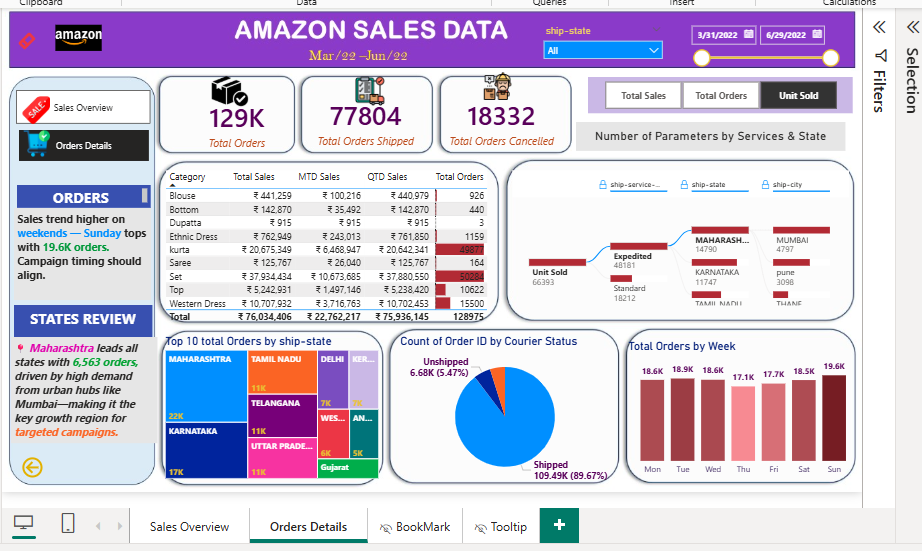 Clipboard
Data
Queries
Insert
Calculations
amazon
AMAZON SALES DATA
Mar/22 –Jun/22
ship-state
All
3/31/2022
6/29/2022
Filters
Selection
SALE
Sales Overview
Orders Details
129K
Total Orders
77804
Total Orders Shipped
18332
Total Orders Cancelled
Total Sales
Total Orders
Unit Sold
Number of Parameters by Services & State
ORDERS
Sales trend higher on
weekends — Sunday tops
with 19.6K orders.
Campaign timing should
align.
STATES REVIEW
Maharashtra leads all
states with 6,563 orders,
driven by high demand
from urban hubs like
Mumbai—making it the
key growth region for
targeted campaigns.
Category Total Sales MTD Sales QTD Sales Total Orders
Blouse ₹ 441,259 ₹ 100,216 ₹ 440,979 926
Bottom ₹ 142,870 ₹ 35,492 ₹ 142,870 440
Dupatta ₹ 915 ₹ 915 ₹ 915 3
Ethnic Dress ₹ 762,949 ₹ 243,013 ₹ 761,850 1159
kurta ₹ 20,675,349 ₹ 6,468,947 ₹ 20,642,341 49877
Saree ₹ 125,767 ₹ 26,040 ₹ 125,767 164
Set ₹ 37,934,434 ₹ 10,673,685 ₹ 37,880,550 50284
Top ₹ 5,242,931 ₹ 1,497,146 ₹ 5,238,420 10622
Western Dress ₹ 10,707,932 ₹ 3,716,763 ₹ 10,702,453 15500
Total ₹ 76,034,406 ₹ 22,762,217 ₹ 75,936,145 128975
ship-service-...
ship-state
ship-city
Unit Sold
66393
Expedited
48181
Standard
18212
MAHARASH...
14790
KARNATAKA
11747
TAMIL NADU
MUMBAI
4797
pune
3098
THANE
Top 10 total Orders by ship-state
MAHARASHTRA
22K
KARNATAKA
17K
TAMIL NADU
11K
TELANGANA
11K
UTTAR PRADE...
11K
DELHI
7K
KER...
WES...
6K
AN...
5K
Gujarat
Count of Order ID by Courier Status
Unshipped
6.68K (5.47%)
Shipped
109.49K (89.67%)
Total Orders by Week
18.6K 18.9K 18.6K 17.1K 17.7K 18.5K 19.6K
Mon Tue Wed Thu Fri Sat Sun
Sales Overview
Orders Details
BookMark
Tooltip
+